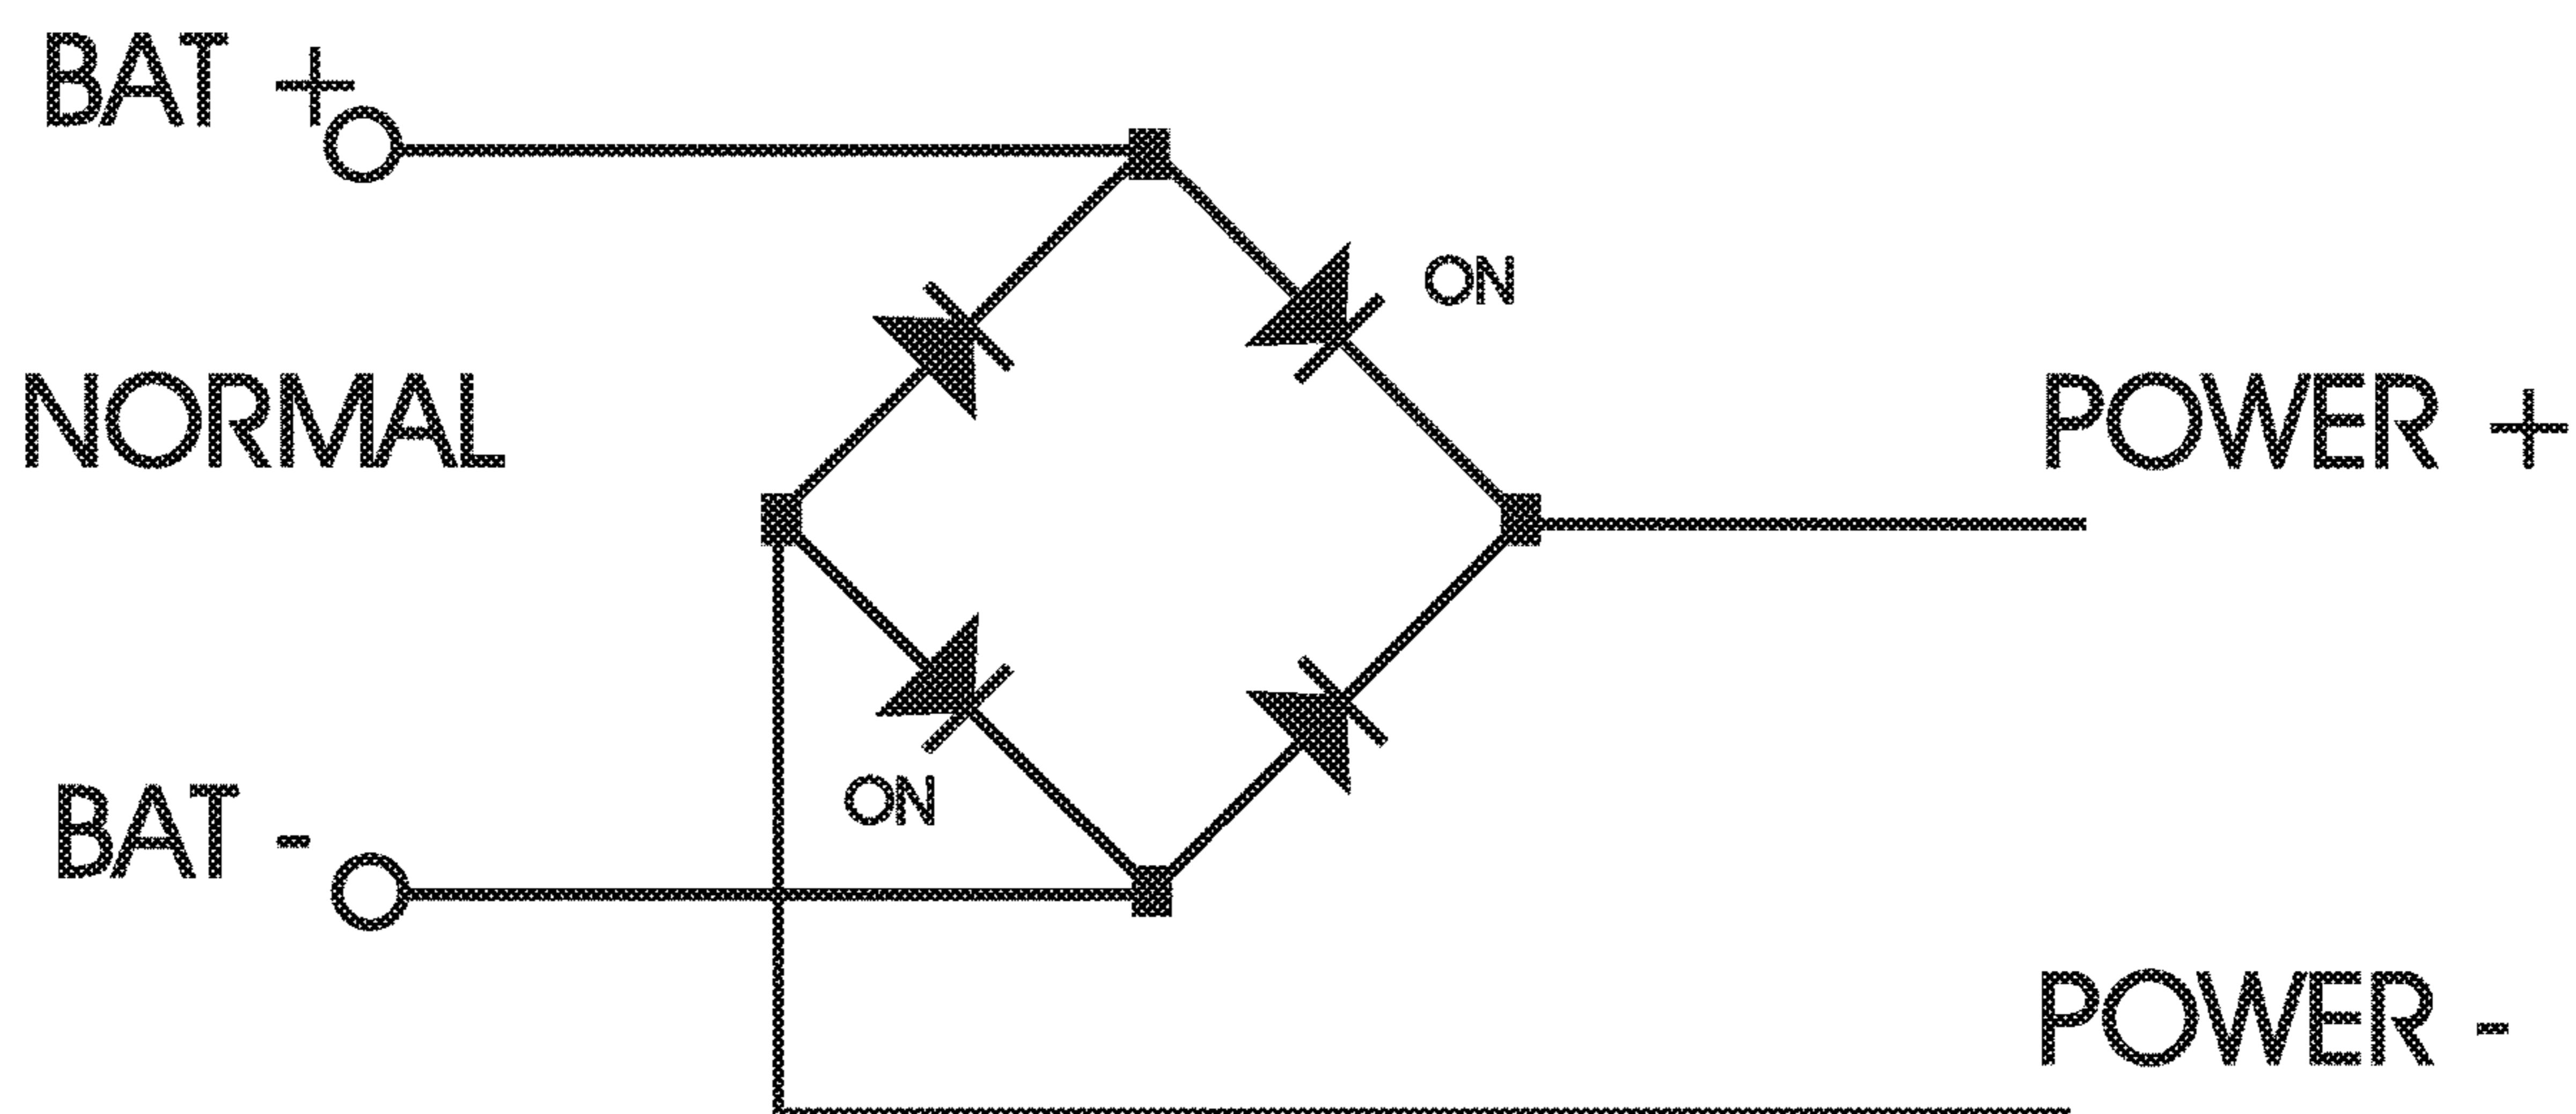 BAT +
ON
NORMAL
POWER +
BAT -
ON
POWER -